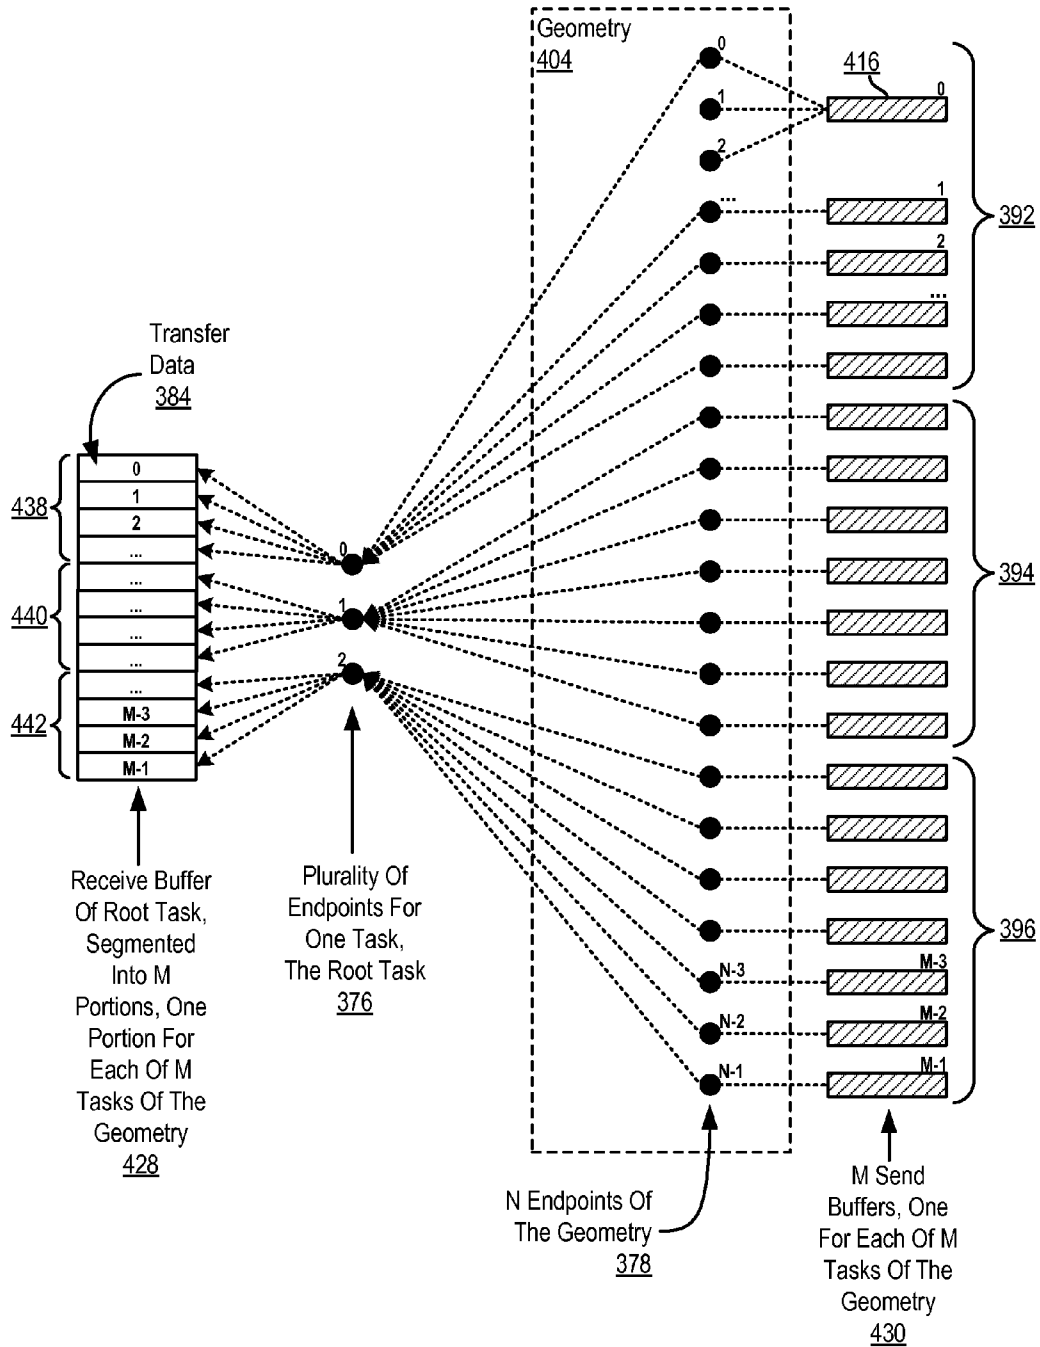 Geometry
404
0
1
2
...
N-3
N-2
N-1
416
0
1
2
...
M-3
M-2
M-1
392
394
396
Transfer
Data
384
438
440
442
0
1
2
...
...
...
...
...
...
M-3
M-2
M-1
0
1
2
Receive Buffer
Of Root Task,
Segmented
Into M
Portions, One
Portion For
Each Of M
Tasks Of The
Geometry
428
Plurality Of
Endpoints For
One Task,
The Root Task
376
N Endpoints Of
The Geometry
378
M Send
Buffers, One
For Each Of M
Tasks Of The
Geometry
430